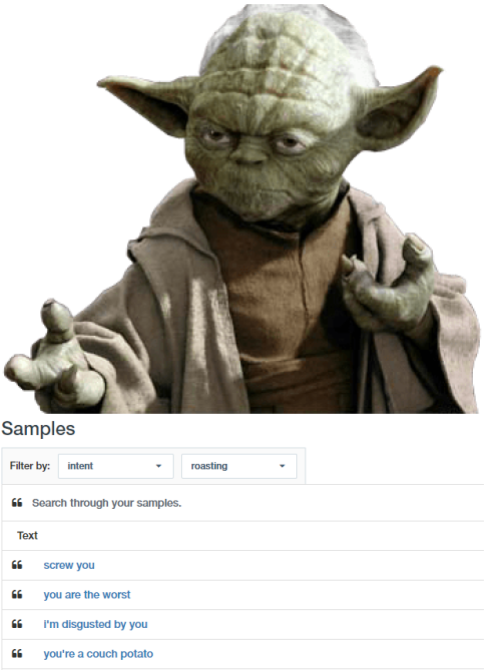 Samples
Filter by: intent roasting
Search through your samples.
Text
screw you
you are the worst
i'm disgusted by you
you're a couch potato